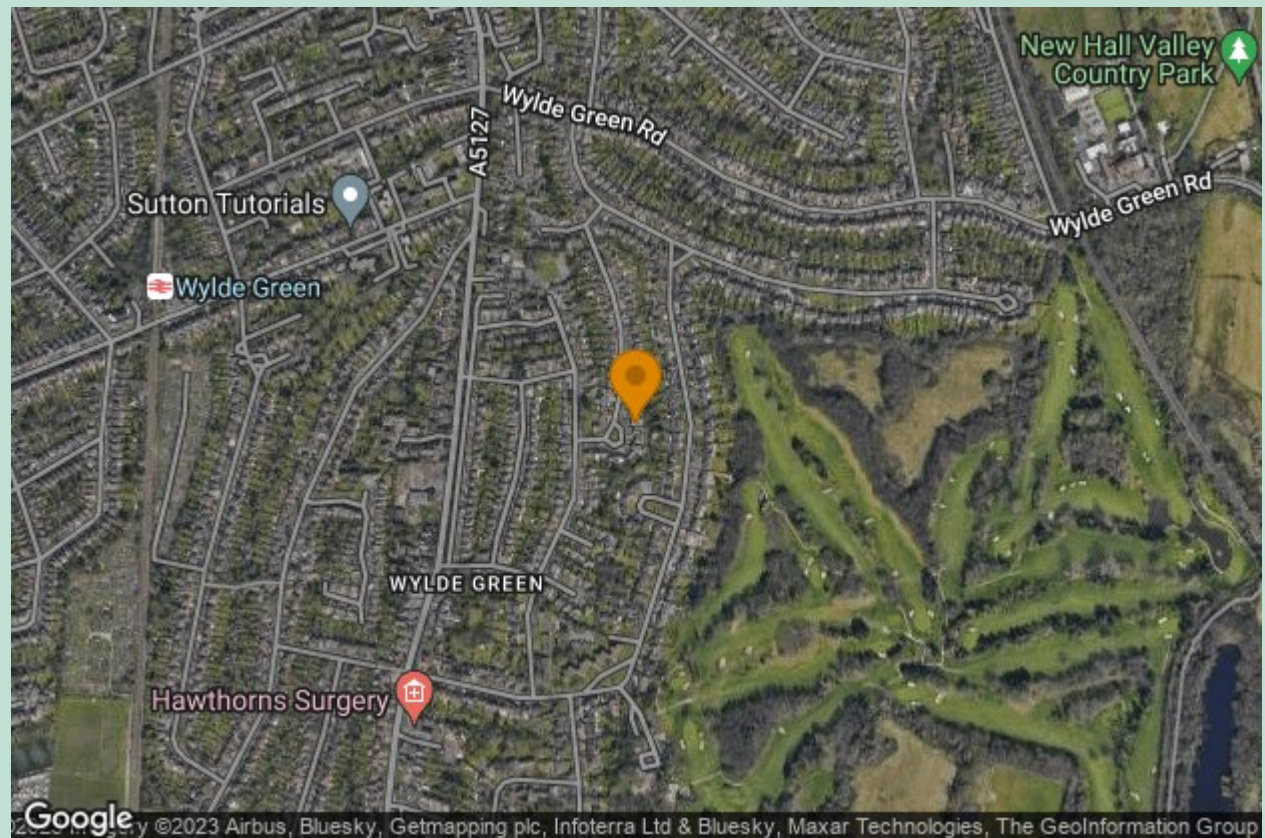 New Hall Valley
Country Park
Wylde Green Rd
A5127
Sutton Tutorials
Wylde Green Rd
Wylde Green
WYLDE GREEN
Hawthorns Surgery
Google
Imagery ©2023 Airbus, Bluesky, Getmapping plc, Infoterra Ltd & Bluesky, Maxar Technologies, The GeoInformation Group